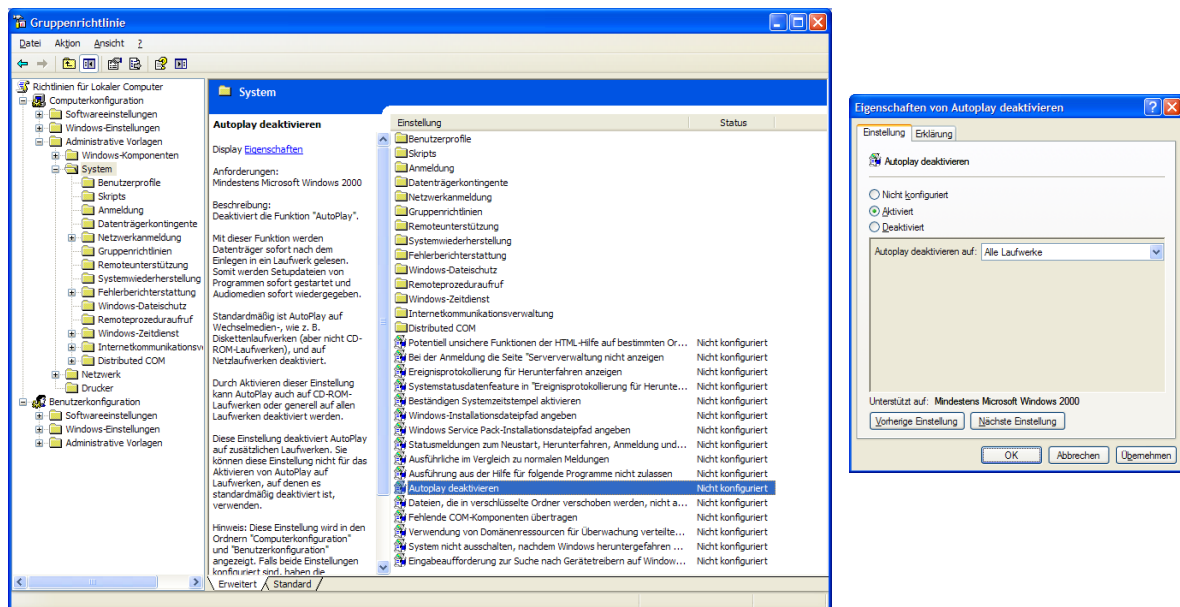 Gruppenrichtlinie
Datei Aktion Ansicht ?
Richtlinien für Lokaler Computer
Computerkonfiguration
Softwareeinstellungen
Windows-Einstellungen
Administrative Vorlagen
Windows-Komponenten
System
Benutzerprofile
Skripts
Anmeldung
Datenträgerkontingente
Netzwerkanmeldung
Gruppenrichtlinien
Remoteunterstützung
Systemwiederherstellung
Fehlerberichterstattung
Windows-Dateischutz
Remoteprozeduraufruf
Windows-Zeitdienst
Internetkommunikationsv
Distributed COM
Netzwerk
Drucker
Benutzerkonfiguration
Softwareeinstellungen
Windows-Einstellungen
Administrative Vorlagen
System
Autoplay deaktivieren
Display Eigenschaften
Anforderungen:
Mindestens Microsoft Windows 2000
Beschreibung:
Deaktiviert die Funktion "AutoPlay".
Mit dieser Funktion werden
Datenträger sofort nach dem
Einlegen in ein Laufwerk gelesen.
Somit werden Setupdateien von
Programmen sofort gestartet und
Audiomedien sofort wiedergegeben.
Standardmäßig ist AutoPlay auf
Wechselmedien-, wie z. B.
Diskettenlaufwerken (aber nicht CD-
ROM-Laufwerken), und auf
Netzlaufwerken deaktiviert.
Durch Aktivieren dieser Einstellung
kann AutoPlay auch auf CD-ROM-
Laufwerken oder generell auf allen
Laufwerken deaktiviert werden.
Diese Einstellung deaktiviert AutoPlay
auf zusätzlichen Laufwerken. Sie
können diese Einstellung nicht für das
Aktivieren von AutoPlay auf
Laufwerken, auf denen es
standardmäßig deaktiviert ist,
verwenden.
Hinweis: Diese Einstellung wird in den
Ordnern "Computerkonfiguration"
und "Benutzerkonfiguration"
angezeigt. Falls beide Einstellungen
konfiguriert sind, haben die
Einstellung Status
Benutzerprofile
Skripts
Anmeldung
Datenträgerkontingente
Netzwerkanmeldung
Gruppenrichtlinien
Remoteunterstützung
Systemwiederherstellung
Fehlerberichterstattung
Windows-Dateischutz
Remoteprozeduraufruf
Windows-Zeitdienst
Internetkommunikationsverwaltung
Distributed COM
Potentiell unsichere Funktionen der HTML-Hilfe auf bestimmten Or... Nicht konfiguriert
Bei der Anmeldung die Seite "Serververwaltung nicht anzeigen Nicht konfiguriert
Ereignisprotokollierung für Herunterfahren anzeigen Nicht konfiguriert
Systemstatusdatenfeature in "Ereignisprotokollierung für Herunte... Nicht konfiguriert
Beständigen Systemzeitstempel aktivieren Nicht konfiguriert
Windows-Installationsdateipfad angeben Nicht konfiguriert
Windows Service Pack-Installationsdateipfad angeben Nicht konfiguriert
Statusmeldungen zum Neustart, Herunterfahren, Anmeldung und... Nicht konfiguriert
Ausführliche im Vergleich zu normalen Meldungen Nicht konfiguriert
Ausführung aus der Hilfe für folgende Programme nicht zulassen Nicht konfiguriert
Autoplay deaktivieren Nicht konfiguriert
Dateien, die in verschlüsselte Ordner verschoben werden, nicht a... Nicht konfiguriert
Fehlende COM-Komponenten übertragen Nicht konfiguriert
Verwendung von Domänenressourcen für Überwachung verteilte... Nicht konfiguriert
System nicht ausschalten, nachdem Windows heruntergefahren ... Nicht konfiguriert
Eingabeaufforderung zur Suche nach Gerätetreibern auf Window... Nicht konfiguriert
Erweitert Standard
Eigenschaften von Autoplay deaktivieren
Einstellung Erklärung
Autoplay deaktivieren
Nicht konfiguriert
Aktiviert
Deaktiviert
Autoplay deaktivieren auf: Alle Laufwerke
Unterstützt auf: Mindestens Microsoft Windows 2000
Vorherige Einstellung Nächste Einstellung
OK Abbrechen Übernehmen